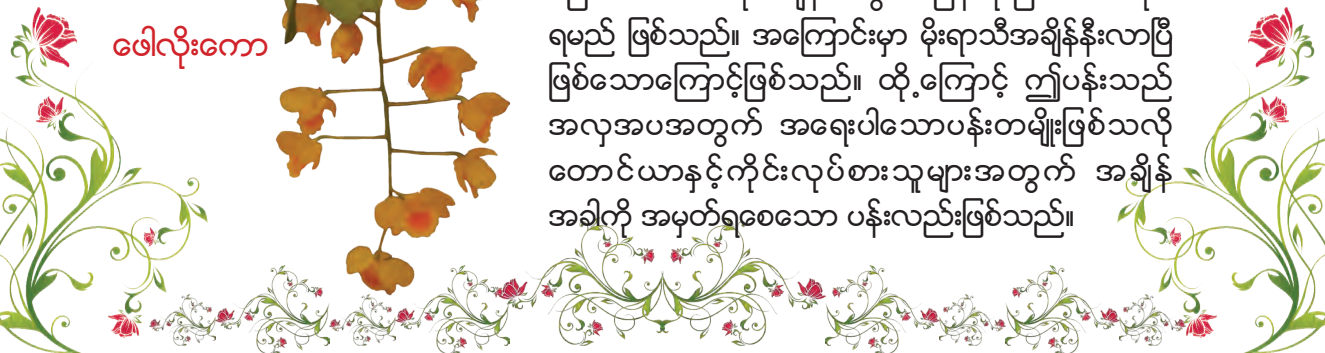 ဖေါ်လိုးကော
ရမည် ဖြစ်သည်။ အကြောင်းမှာ မိုးရာသီအချိန်နီးလာပြီ
ဖြစ်သောကြောင့်ဖြစ်သည်။ ထို့ကြောင့် ဤပန်းသည်
အလှအပအတွက် အရေးပါသောပန်းတမျိုးဖြစ်သလို
တောင်ယာနှင့်ကိုင်းလုပ်စားသူများအတွက် အချိန်
အခါကို အမှတ်ရစေသော ပန်းလည်းဖြစ်သည်။